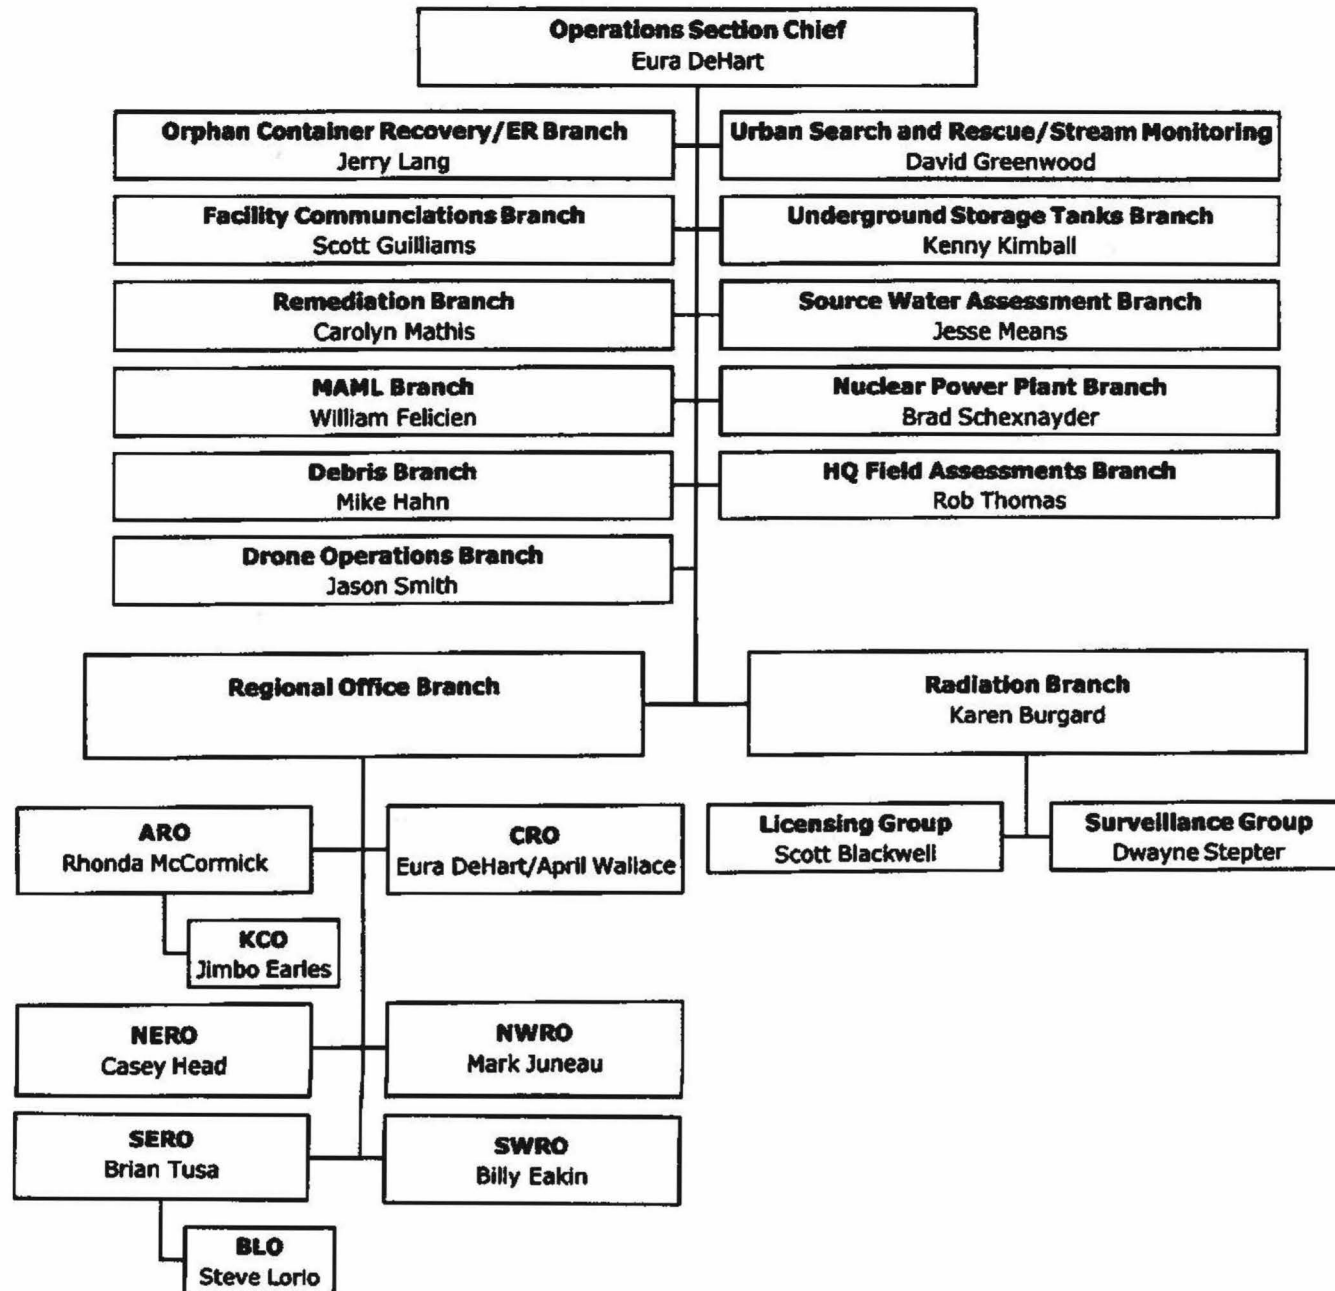 Operations Section Chief
Eura DeHart
Orphan Container Recovery/ER Branch
Jerry Lang
Urban Search and Rescue/Stream Monitoring
David Greenwood
Facility Communciations Branch
Scott Guilliams
Underground Storage Tanks Branch
Kenny Kimball
Remediation Branch
Carolyn Mathis
Source Water Assessment Branch
Jesse Means
MAML Branch
William Felicien
Nuclear Power Plant Branch
Brad Schexnayder
Debris Branch
Mike Hahn
HQ Field Assessments Branch
Rob Thomas
Drone Operations Branch
Jason Smith
Regional Office Branch
Radiation Branch
Karen Burgard
ARO
Rhonda McCormick
CRO
Eura DeHart/April Wallace
Licensing Group
Scott Blackwell
Surveillance Group
Dwayne Stepter
KCO
Jimbo Earles
NERO
Casey Head
NWRO
Mark Juneau
SERO
Brian Tusa
SWRO
Billy Eakin
BLO
Steve Lorio